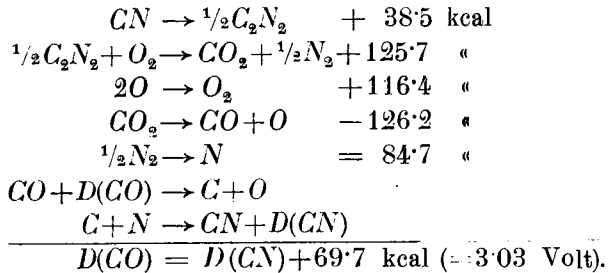 CN → ½C₂N₂ + 38·5 kcal
½C₂N₂ + O₂ → CO₂ + ½N₂ + 125·7 «
2O → O₂ + 116·4 «
CO₂ → CO + O − 126·2 «
½N₂ → N = 84·7 «
CO + D(CO) → C + O
C + N → CN + D(CN)
D(CO) = D(CN) + 69·7 kcal (- 3·03 Volt).